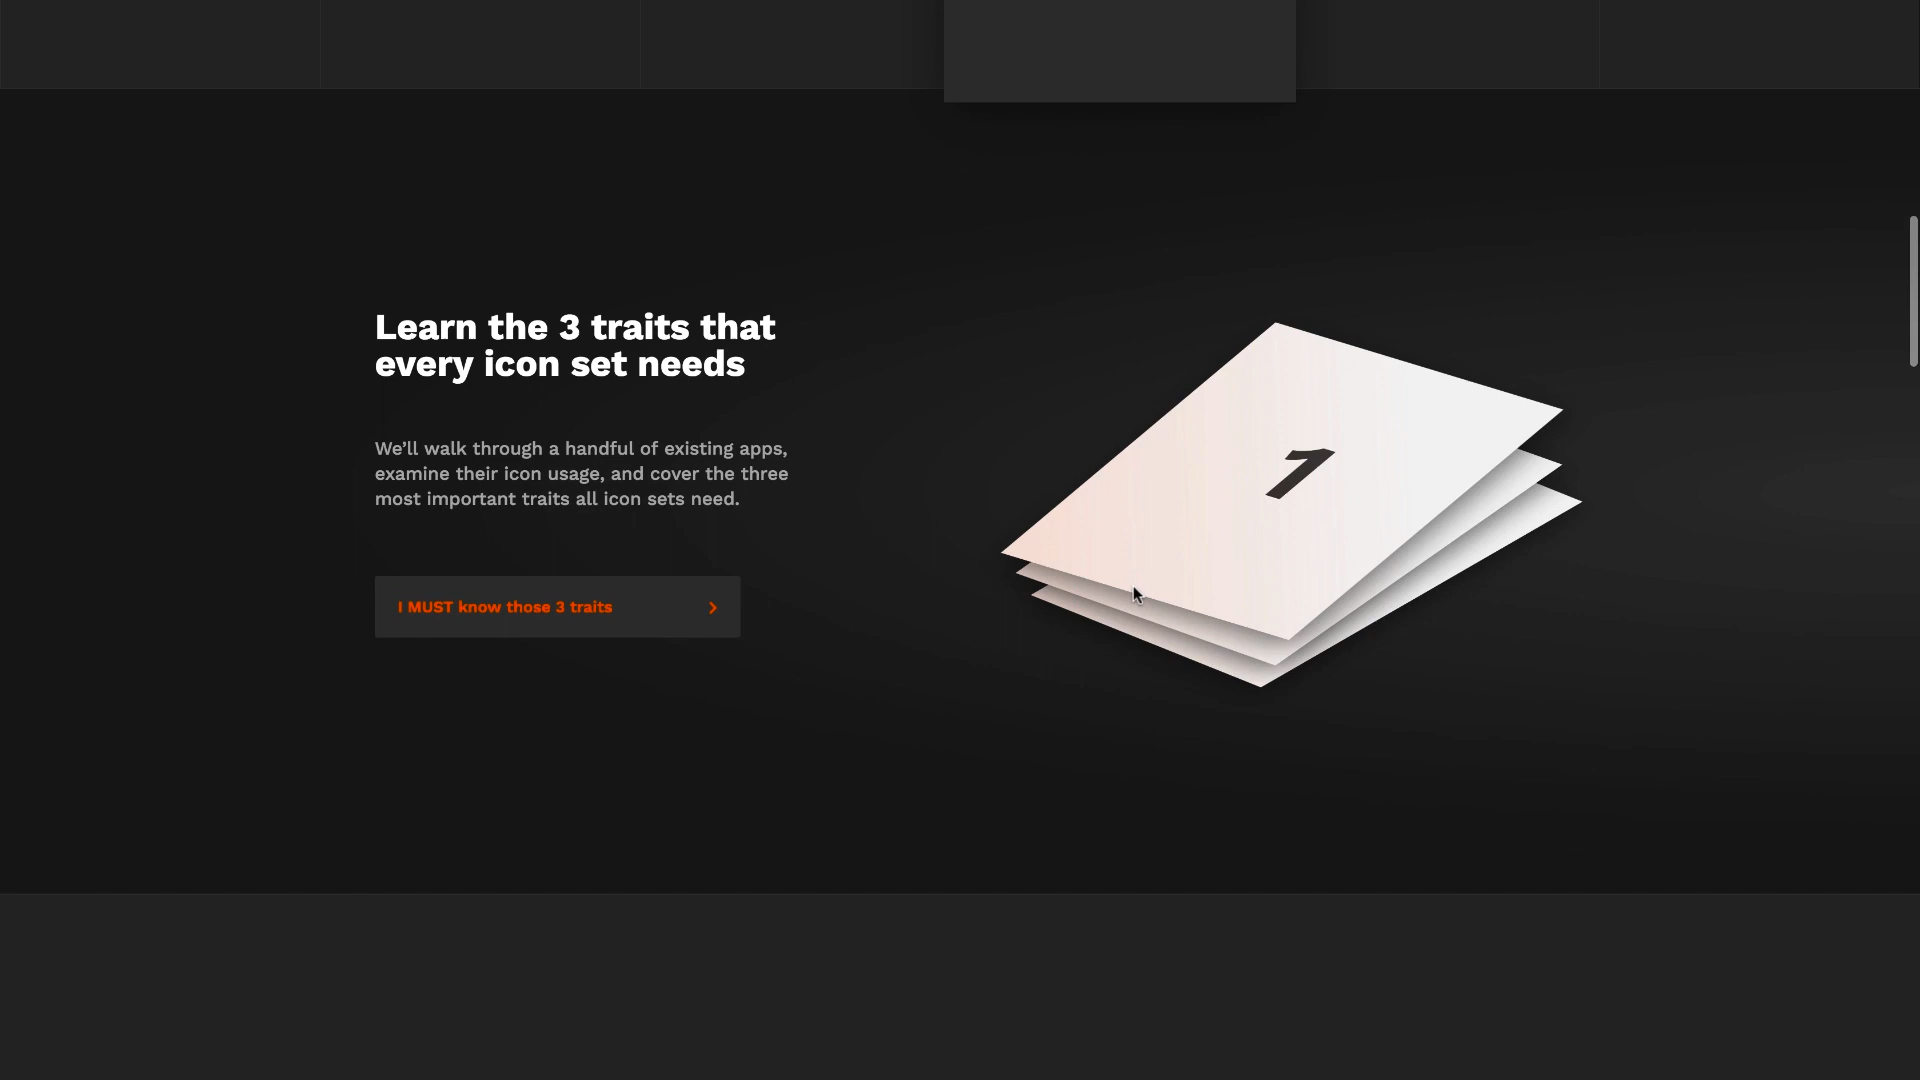 Learn the 3 traits that
every icon set needs
We’ll walk through a handful of existing apps,
examine their icon usage, and cover the three
most important traits all icon sets need.
I MUST know those 3 traits
1